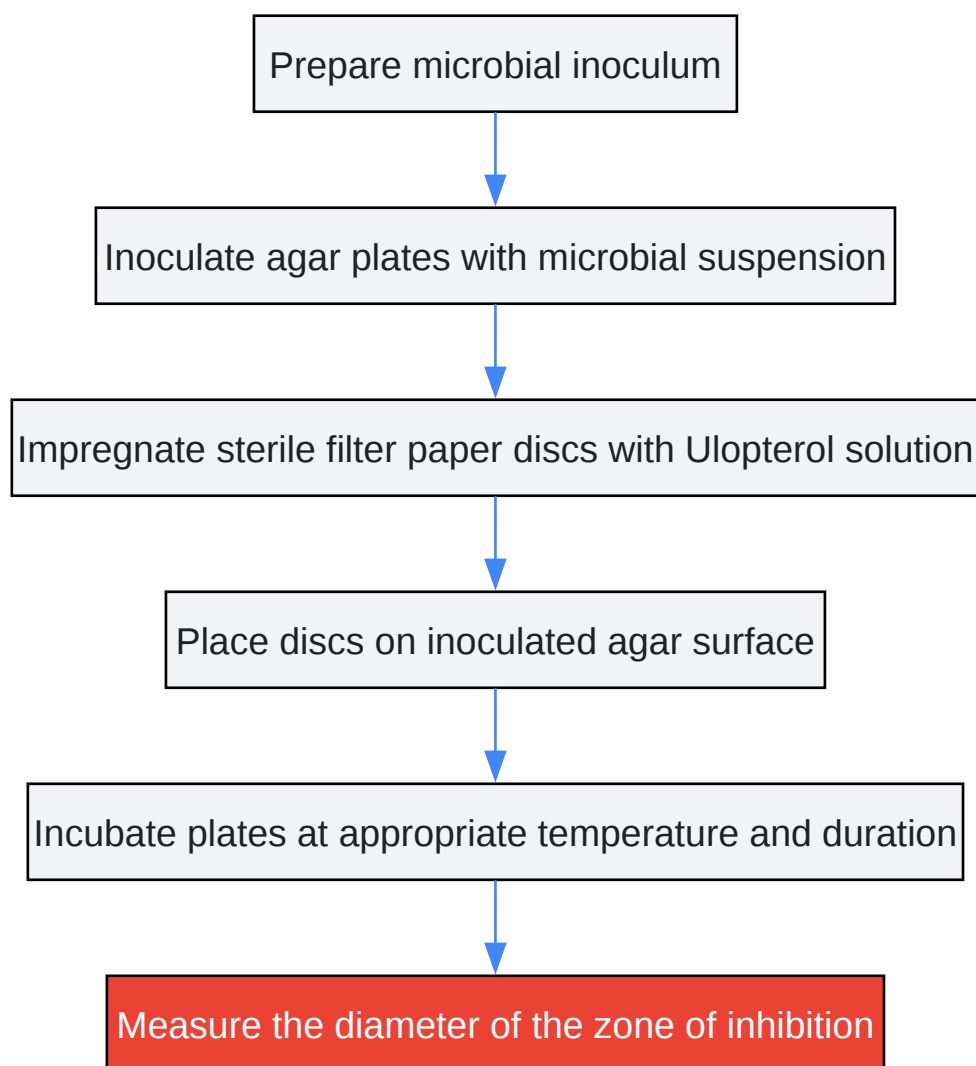 Prepare microbial inoculum
Inoculate agar plates with microbial suspension
Impregnate sterile filter paper discs with Ulopterol solution
Place discs on inoculated agar surface
Incubate plates at appropriate temperature and duration
Measure the diameter of the zone of inhibition